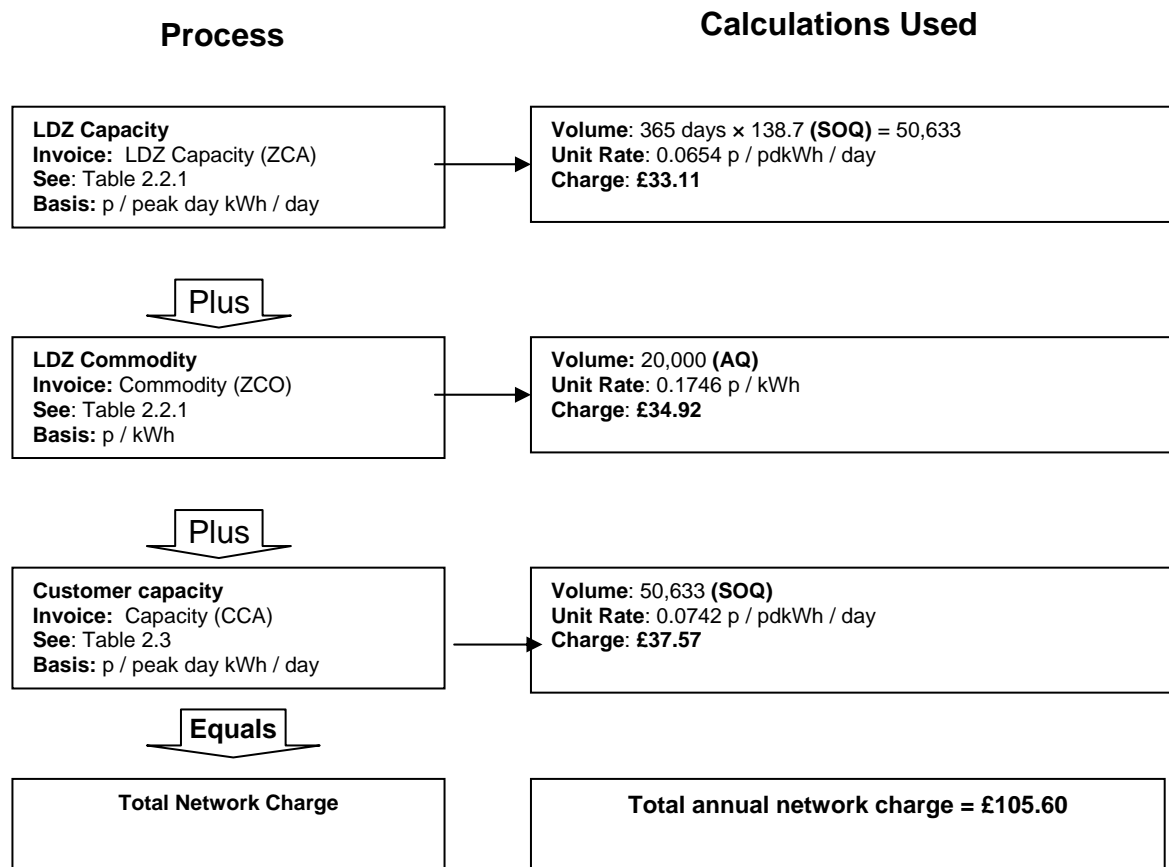 Process
Calculations Used
LDZ Capacity
Invoice: LDZ Capacity (ZCA)
See: Table 2.2.1
Basis: p / peak day kWh / day
Volume: 365 days × 138.7 (SOQ) = 50,633
Unit Rate: 0.0654 p / pdkWh / day
Charge: £33.11
Plus
LDZ Commodity
Invoice: Commodity (ZCO)
See: Table 2.2.1
Basis: p / kWh
Volume: 20,000 (AQ)
Unit Rate: 0.1746 p / kWh
Charge: £34.92
Plus
Customer capacity
Invoice: Capacity (CCA)
See: Table 2.3
Basis: p / peak day kWh / day
Volume: 50,633 (SOQ)
Unit Rate: 0.0742 p / pdkWh / day
Charge: £37.57
Equals
Total Network Charge
Total annual network charge = £105.60